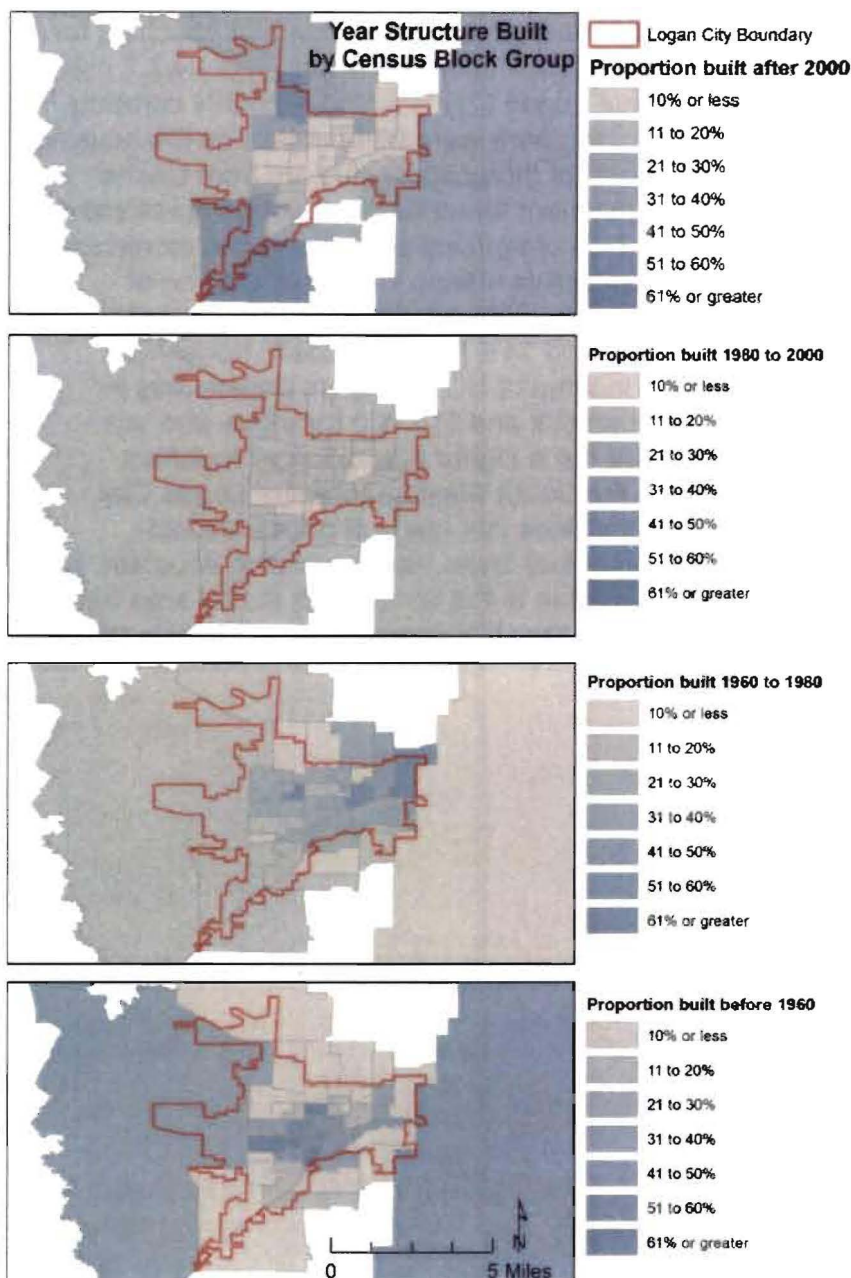 Year Structure Built
by Census Block Group
Logan City Boundary
Proportion built after 2000
10% or less
11 to 20%
21 to 30%
31 to 40%
41 to 50%
51 to 60%
61% or greater
Proportion built 1980 to 2000
10% or less
11 to 20%
21 to 30%
31 to 40%
41 to 50%
51 to 60%
61% or greater
Proportion built 1960 to 1980
10% or less
11 to 20%
21 to 30%
31 to 40%
41 to 50%
51 to 60%
61% or greater
Proportion built before 1960
10% or less
11 to 20%
21 to 30%
31 to 40%
41 to 50%
51 to 60%
61% or greater
N
0 5 Miles